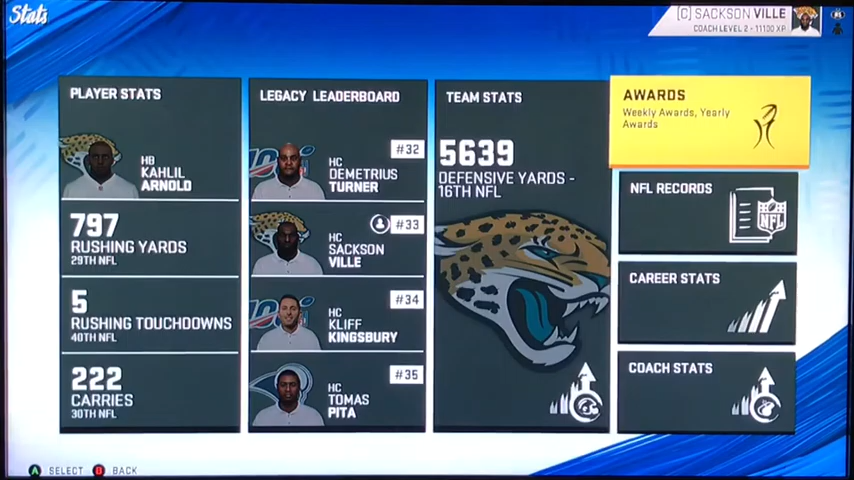 Stats
(C) SACKSON VILLE
COACH LEVEL 2 - 11100 XP
PLAYER STATS
HB
KAHLIL
ARNOLD
797
RUSHING YARDS
29TH NFL
5
RUSHING TOUCHDOWNS
40TH NFL
222
CARRIES
30TH NFL
LEGACY LEADERBOARD
#32
HC
DEMETRIUS
TURNER
#33
HC
SACKSON
VILLE
#34
HC
KLIFF
KINGSBURY
#35
HC
TOMAS
PITA
TEAM STATS
5639
DEFENSIVE YARDS -
16TH NFL
AWARDS
Weekly Awards, Yearly
Awards
NFL RECORDS
NFL
CAREER STATS
COACH STATS
A SELECT B BACK